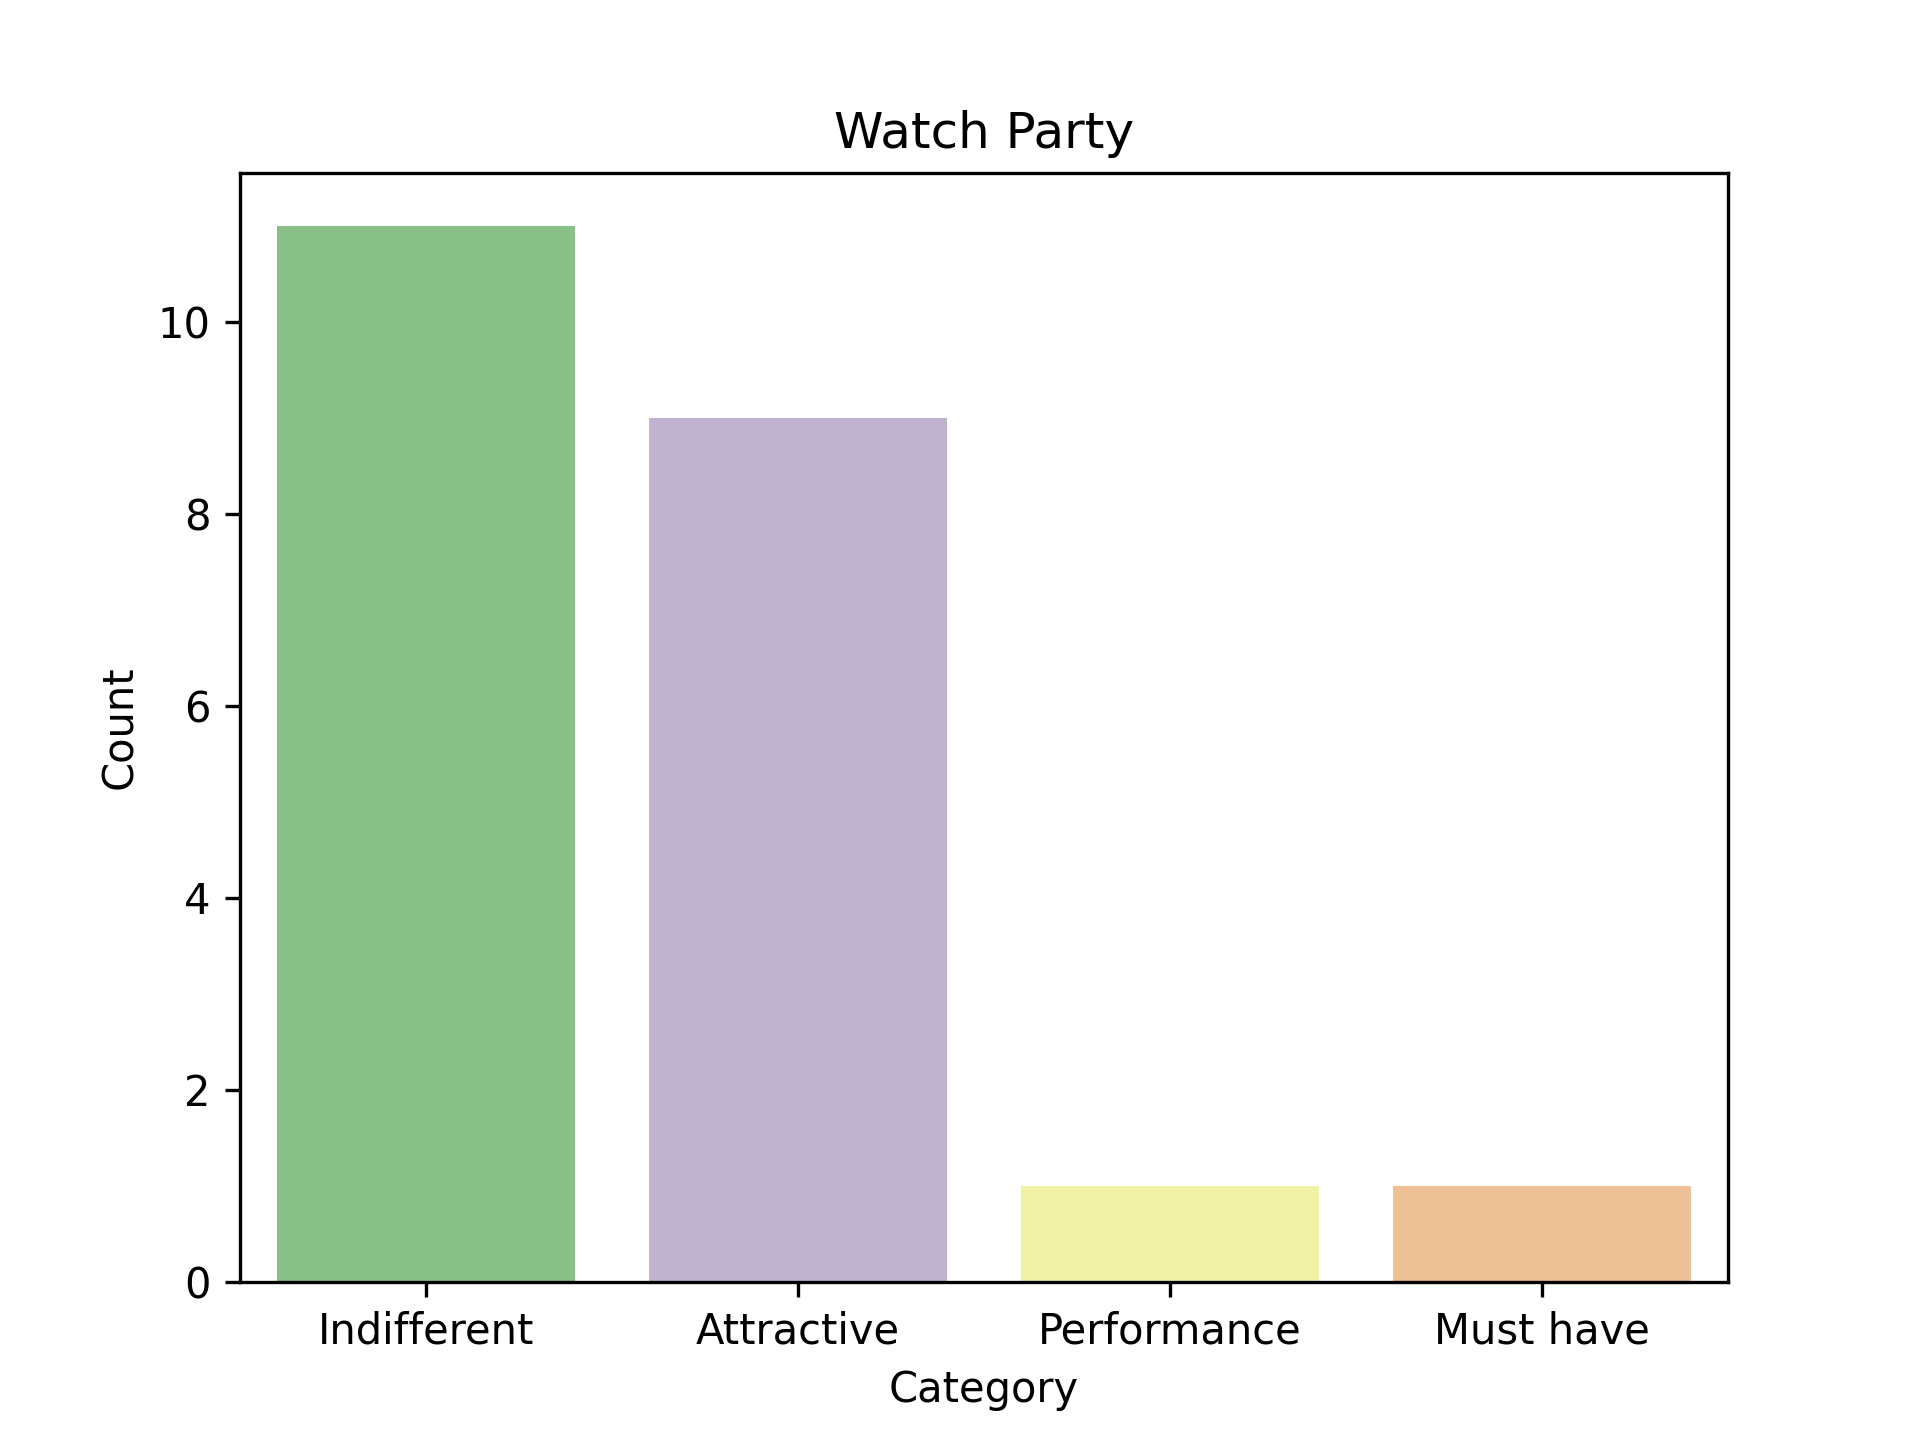 Watch Party
10
8
6
4
2
0
Count
Indifferent Attractive Performance Must have
Category